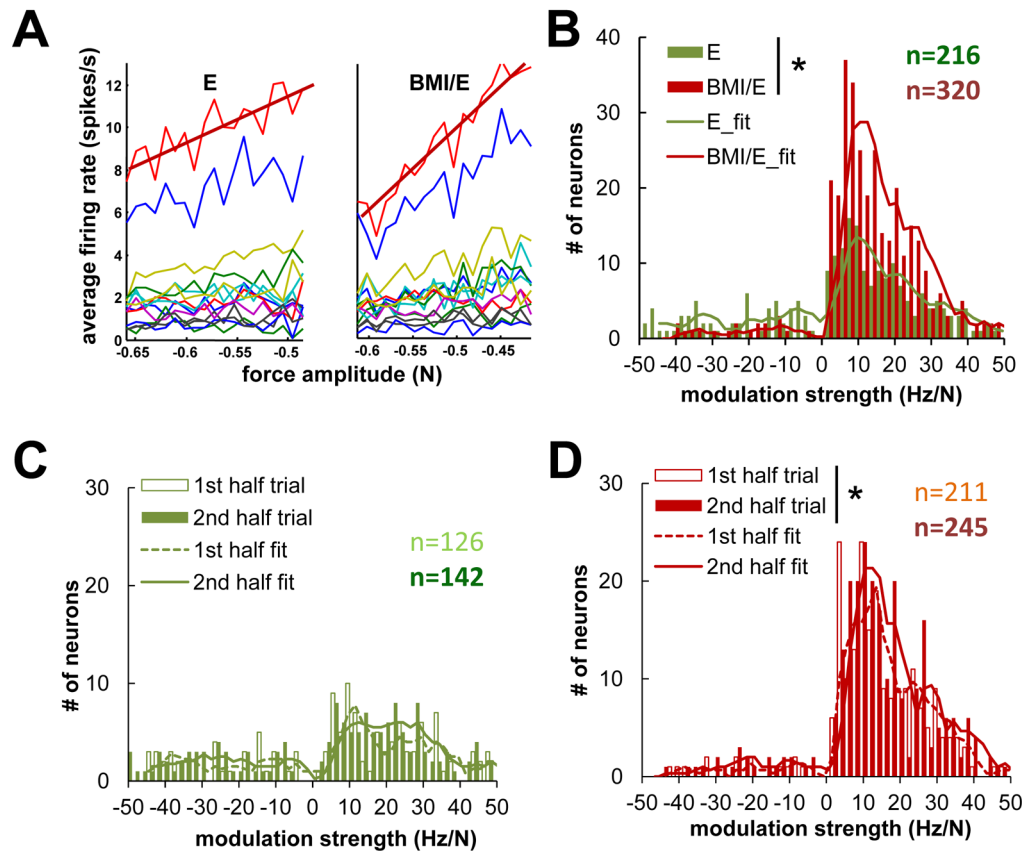 A
E
BMI/E
average firing rate (spikes/s)
12
10
8
6
4
2
0
-0.65
-0.6
-0.55
-0.5
-0.6
-0.55
-0.5
-0.45
force amplitude (N)
B
E
BMI/E
E_fit
BMI/E_fit
*
n=216
n=320
# of neurons
40
30
20
10
0
-50 -40 -30 -20 -10 0 10 20 30 40 50
modulation strength (Hz/N)
C
1st half trial
2nd half trial
1st half fit
2nd half fit
n=126
n=142
# of neurons
30
20
10
0
-50 -40 -30 -20 -10 0 10 20 30 40 50
modulation strength (Hz/N)
D
1st half trial
2nd half trial
1st half fit
2nd half fit
*
n=211
n=245
# of neurons
30
20
10
0
-50 -40 -30 -20 -10 0 10 20 30 40 50
modulation strength (Hz/N)